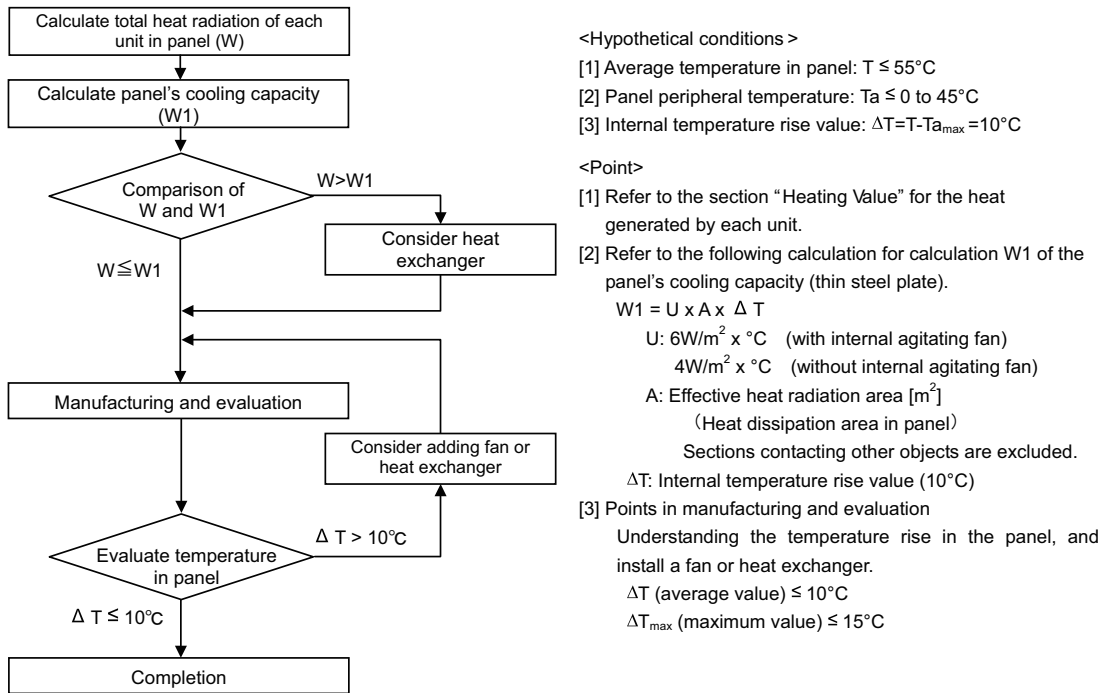 Calculate total heat radiation of each
unit in panel (W)
Calculate panel's cooling capacity
(W1)
Comparison of
W and W1
W>W1
Consider heat
exchanger
W≦W1
Manufacturing and evaluation
Consider adding fan or
heat exchanger
Evaluate temperature
in panel
Δ T > 10℃
Δ T ≤ 10℃
Completion
<Hypothetical conditions >
[1] Average temperature in panel: T ≤ 55°C
[2] Panel peripheral temperature: Ta ≤ 0 to 45°C
[3] Internal temperature rise value: ΔT=T-Tamax =10°C
<Point>
[1] Refer to the section “Heating Value” for the heat
generated by each unit.
[2] Refer to the following calculation for calculation W1 of the
panel's cooling capacity (thin steel plate).
W1 = U x A x Δ T
U: 6W/m² x °C (with internal agitating fan)
4W/m² x °C (without internal agitating fan)
A: Effective heat radiation area [m²]
（Heat dissipation area in panel）
Sections contacting other objects are excluded.
ΔT: Internal temperature rise value (10°C)
[3] Points in manufacturing and evaluation
Understanding the temperature rise in the panel, and
install a fan or heat exchanger.
ΔT (average value) ≤ 10°C
ΔTmax (maximum value) ≤ 15°C